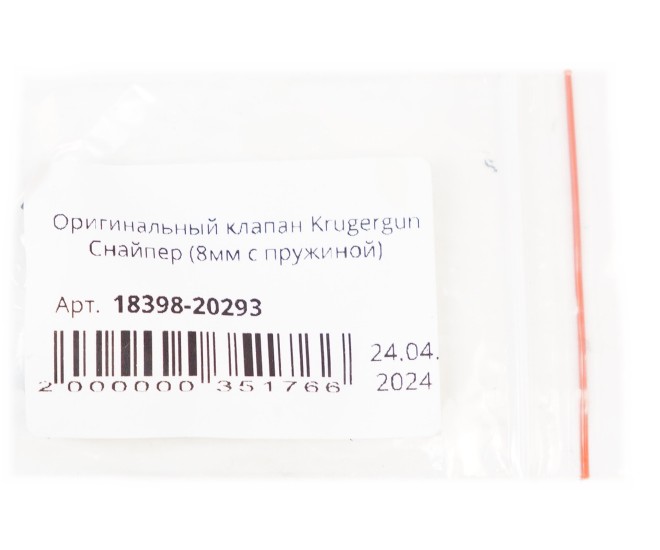 Оригинальный клапан Krugergun
Снайпер (8мм с пружиной)
Арт. 18398-20293
24.04.
2024
2 000000 351766